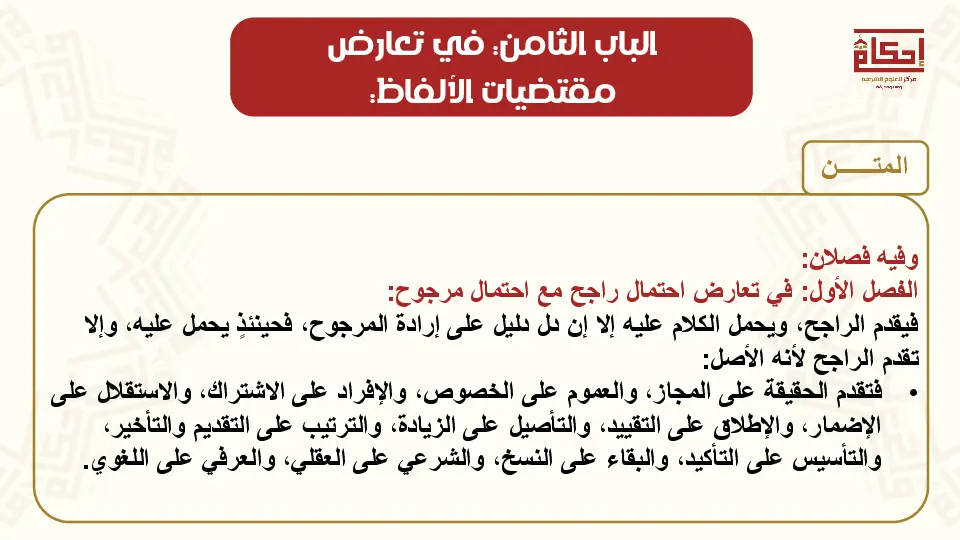 الباب الثامن: في تعارض
مقتضيات الألفاظ:
إحكام
مركز للعلوم الشرعية
المتـــــن
وفيه فصلان:
الفصل الأول: في تعارض احتمال راجح مع احتمال مرجوح:
فيقدم الراجح، ويحمل الكلام عليه إلا إن دل دليل على إرادة المرجوح، فحينئذٍ يحمل عليه، وإلا
تقدم الراجح لأنه الأصل:
• فتقدم الحقيقة على المجاز، والعموم على الخصوص، والإفراد على الاشتراك، والاستقلال على
الإضمار، والإطلاق على التقييد، والتأصيل على الزيادة، والترتيب على التقديم والتأخير،
والتأسيس على التأكيد، والبقاء على النسخ، والشرعي على العقلي، والعرفي على اللغوي.